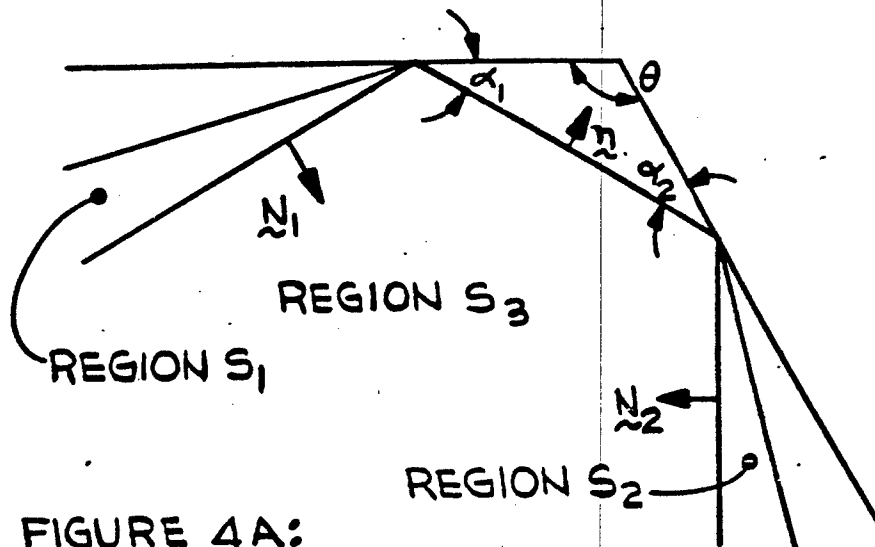 α₁
θ
η
α₂
N₁
REGION S₃
REGION S₁
N₂
REGION S₂
FIGURE 4A: